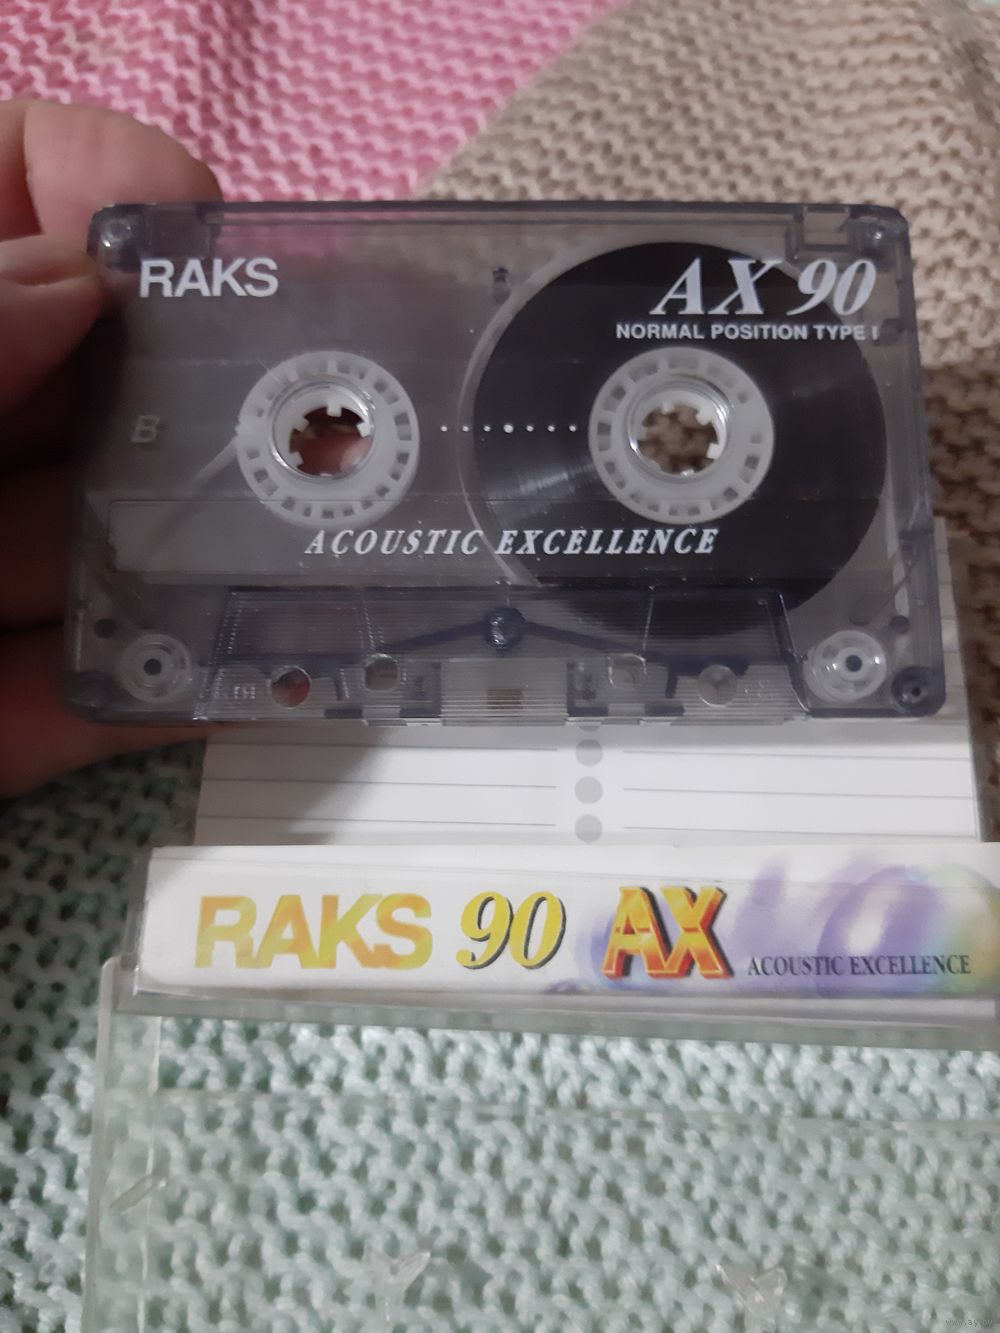 RAKS
AX 90
NORMAL POSITION TYPE I
B
ACOUSTIC EXCELLENCE
RAKS 90 AX ACOUSTIC EXCELLENCE